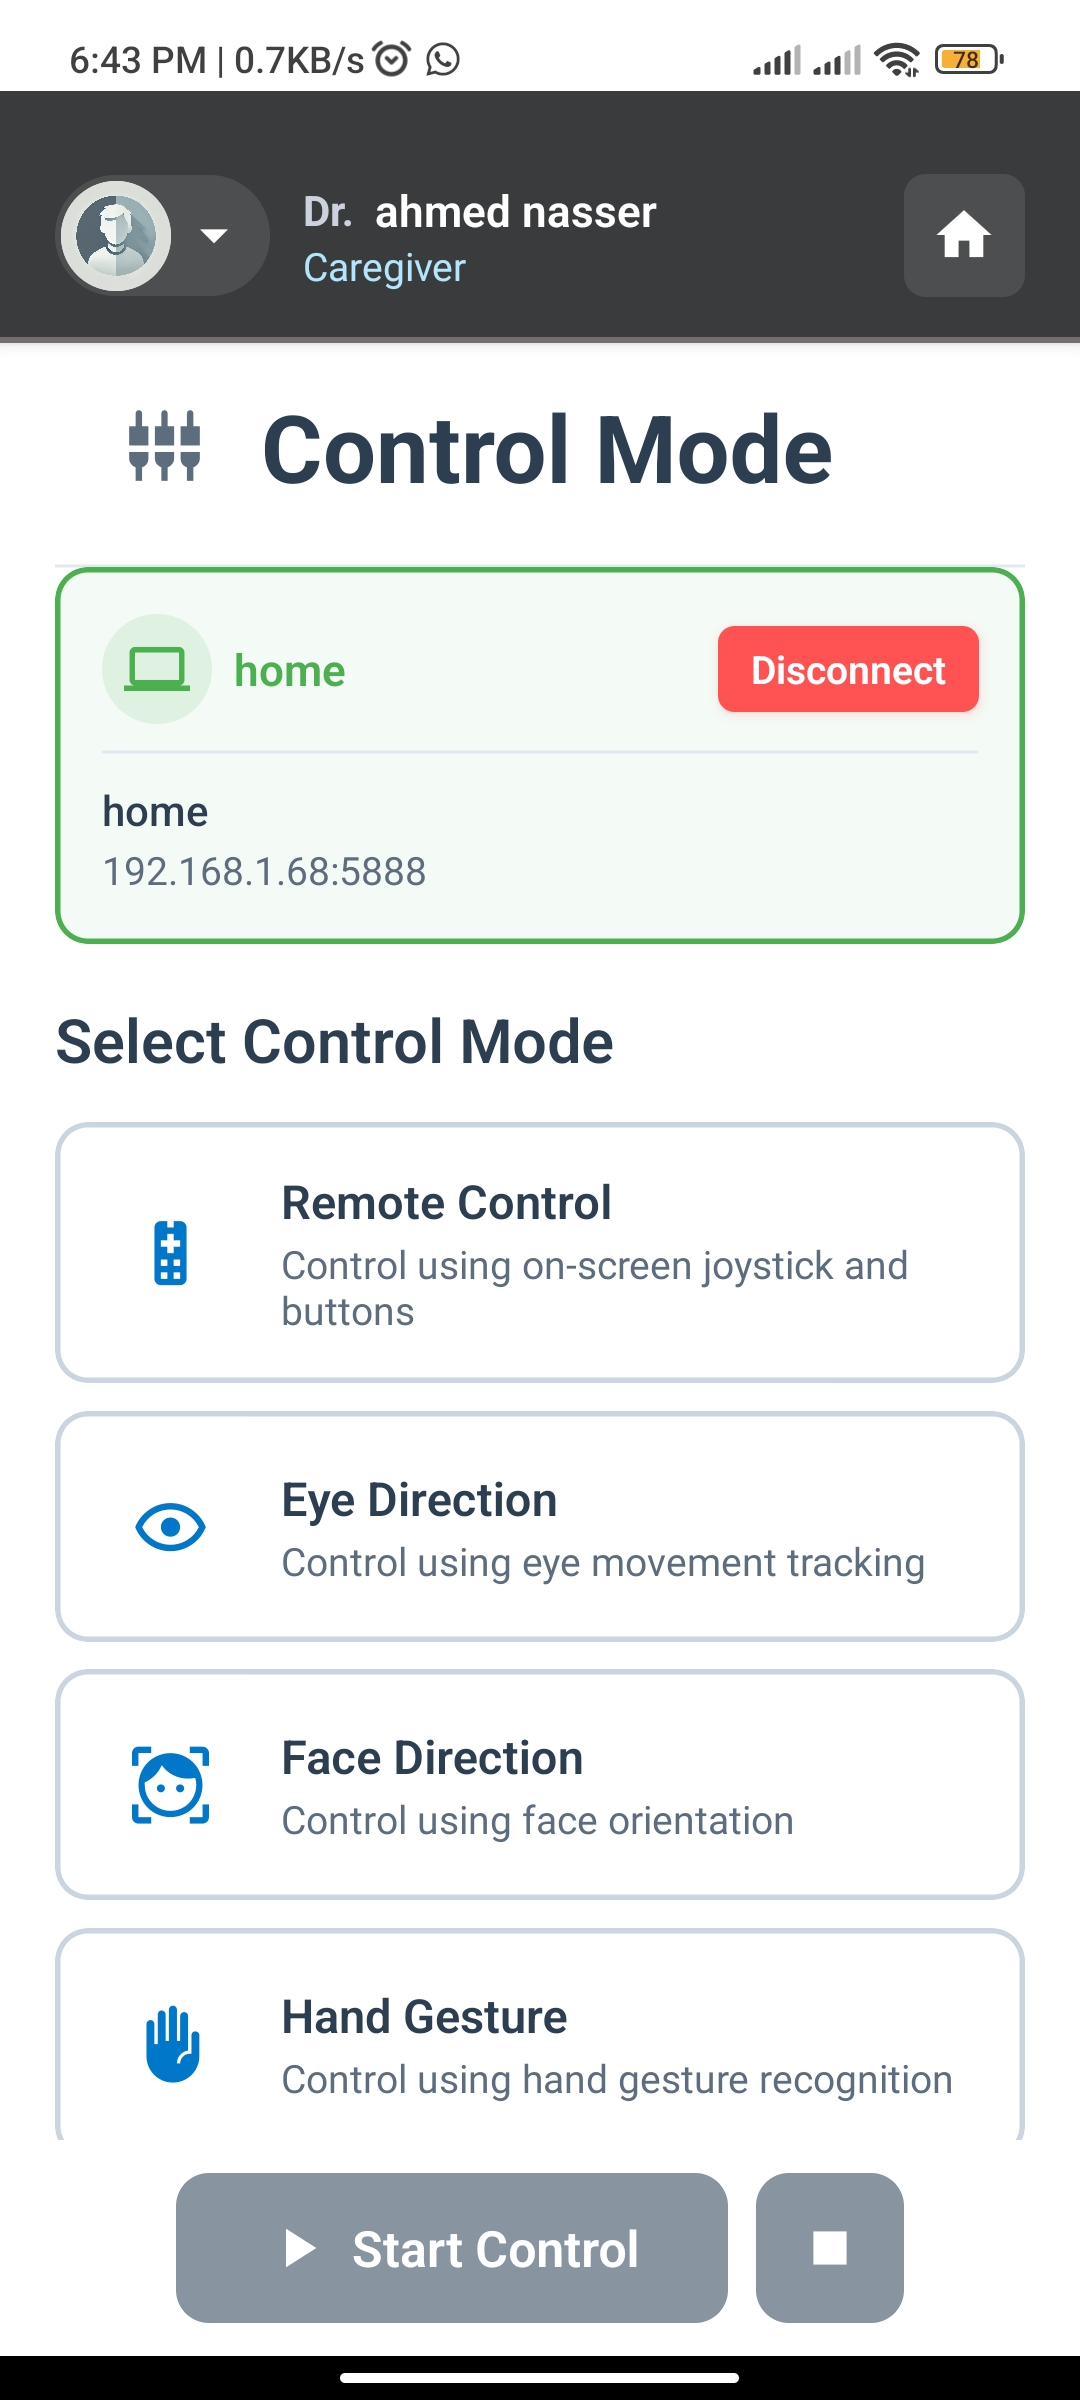 6:43 PM | 0.7KB/s
78
Dr. ahmed nasser
Caregiver
Control Mode
home
Disconnect
home
192.168.1.68:5888
Select Control Mode
Remote Control
Control using on-screen joystick and
buttons
Eye Direction
Control using eye movement tracking
Face Direction
Control using face orientation
Hand Gesture
Control using hand gesture recognition
Start Control